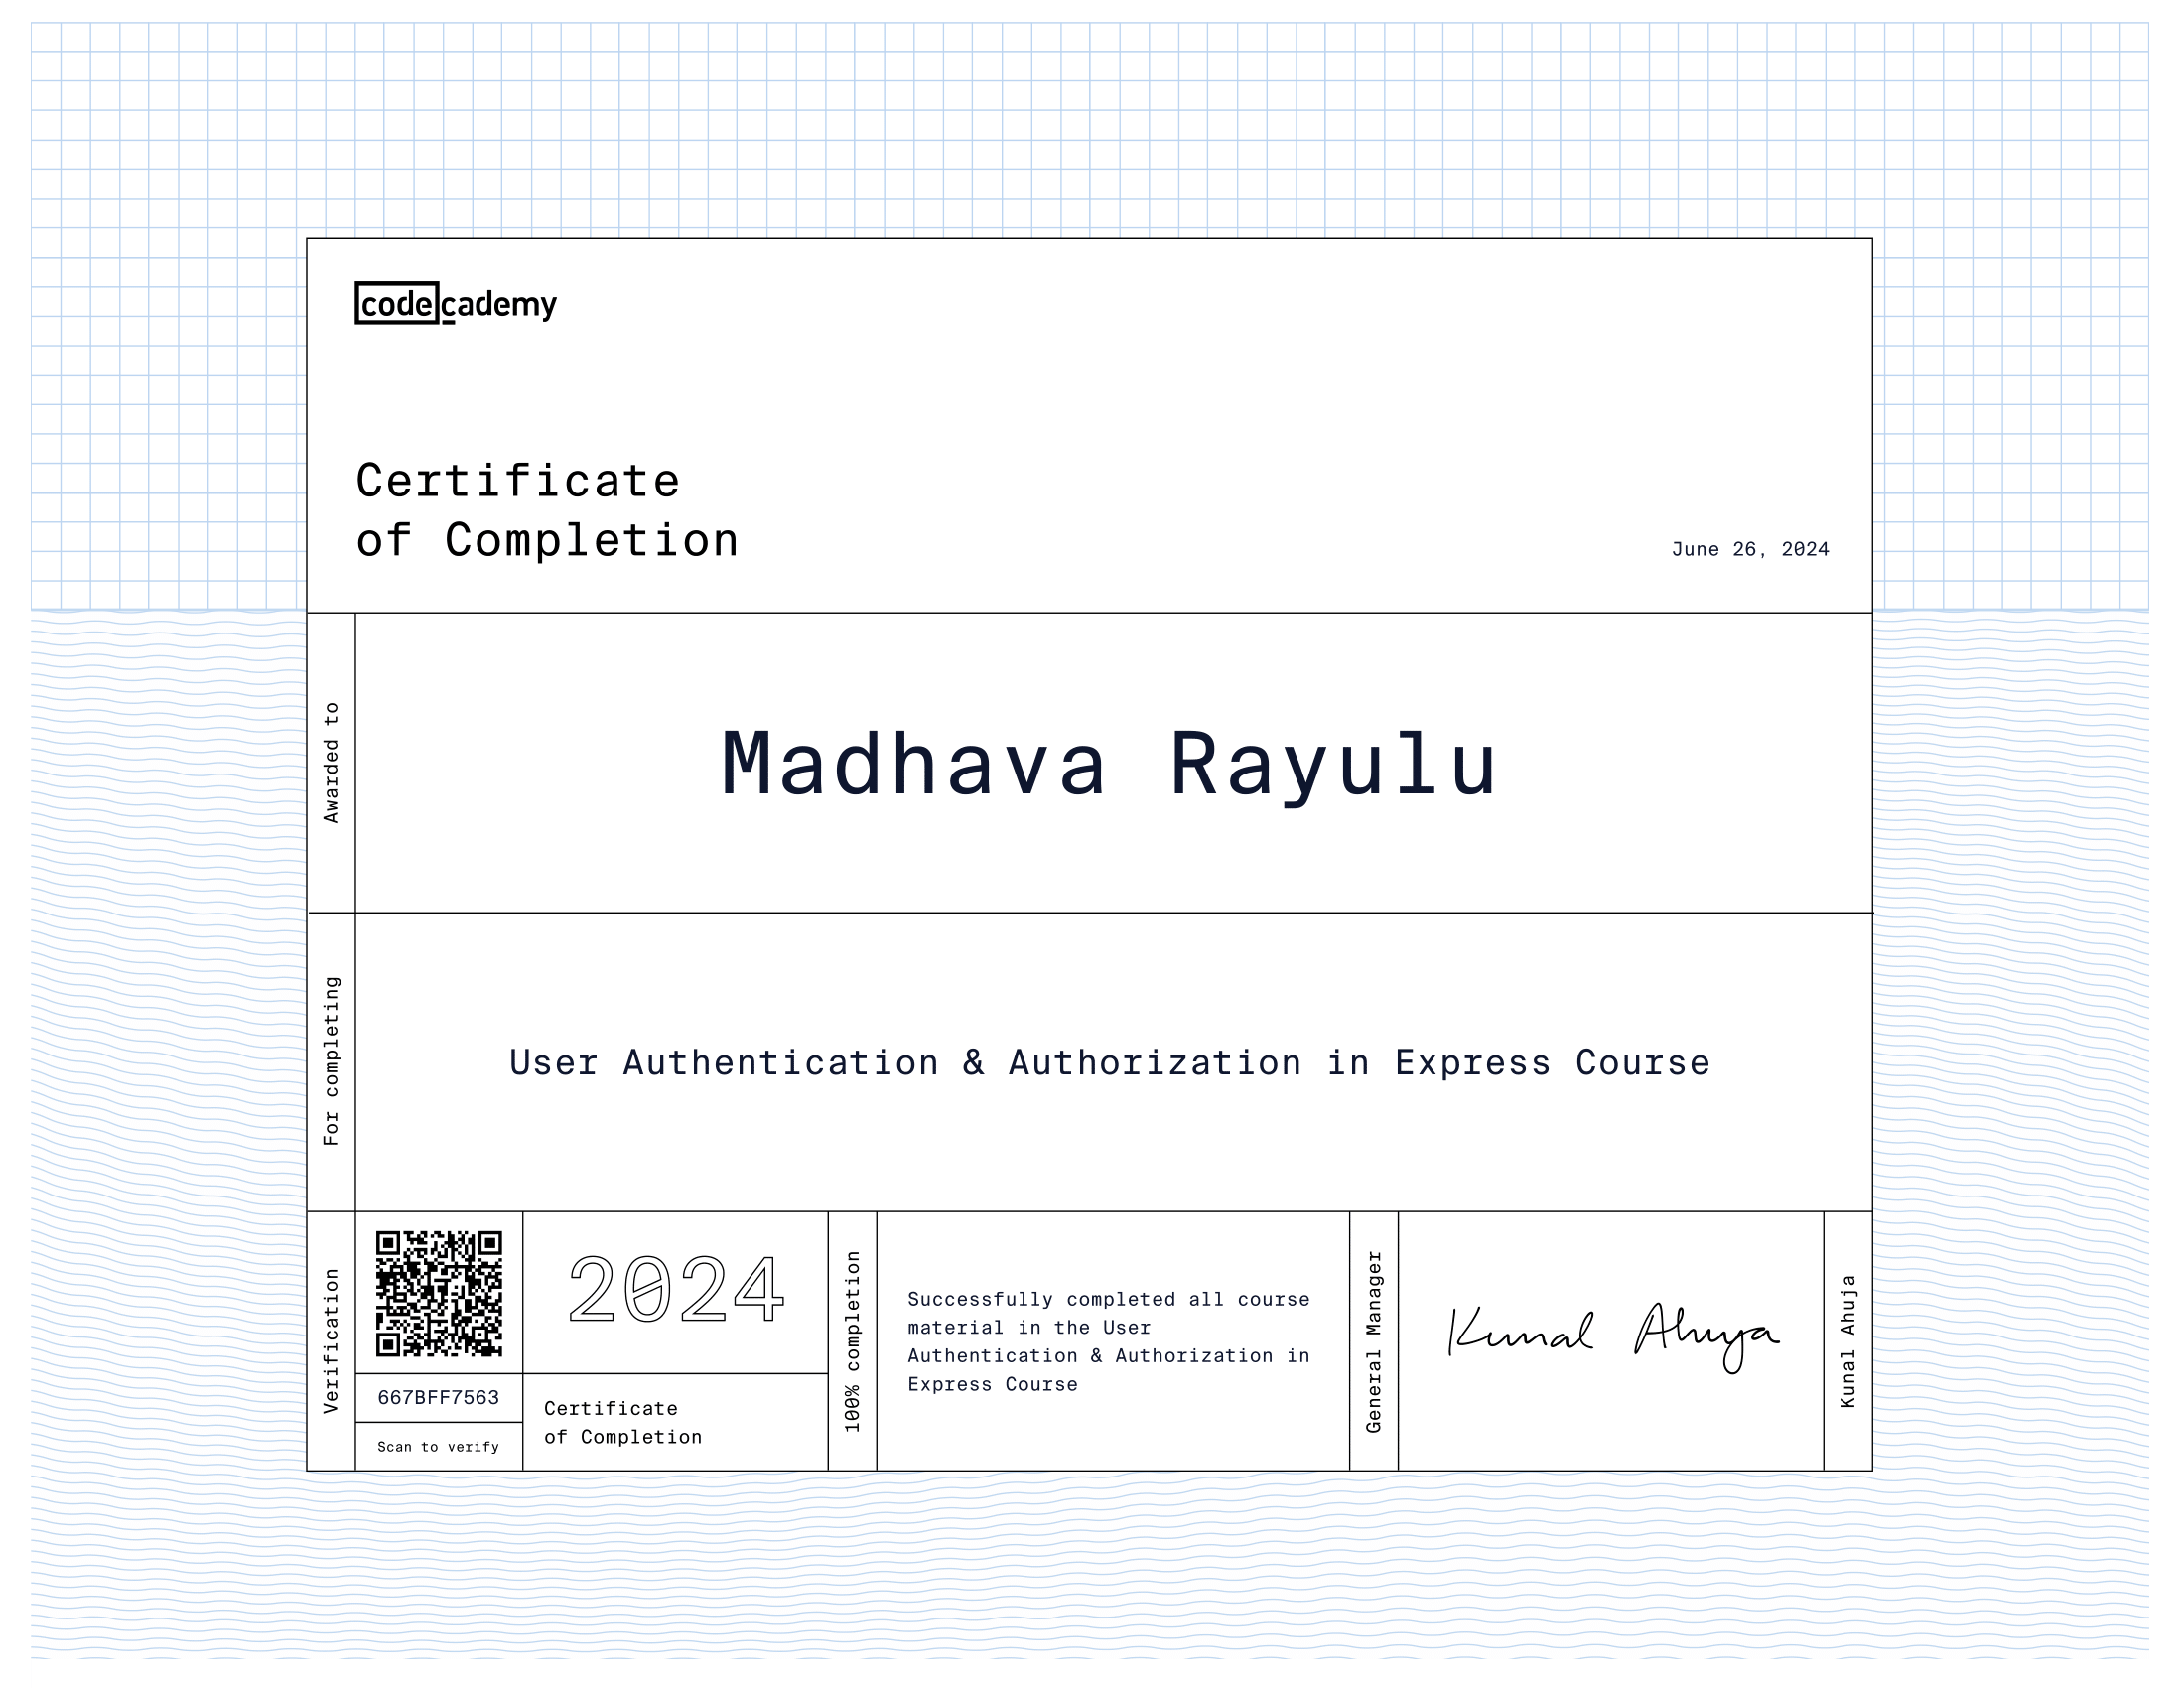 codecademy
Certificate
of Completion
June 26, 2024
Awarded to
Madhava Rayulu
For completing
User Authentication & Authorization in Express Course
Verification
667BFF7563
Scan to verify
2024
Certificate
of Completion
100% completion
Successfully completed all course
material in the User
Authentication & Authorization in
Express Course
General Manager
Kunal Ahuja
Kunal Ahuja